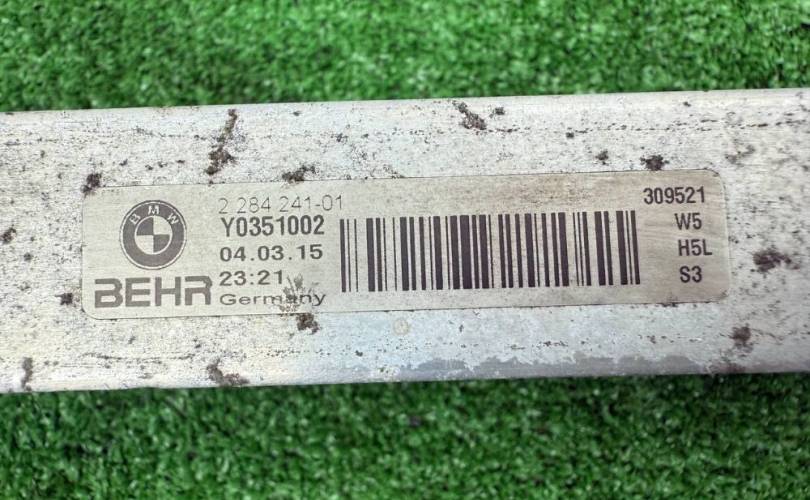 BMW
2 284 241-01
Y0351002
04.03.15
23:21
BEHR Germany
309521
W5
H5L
S3